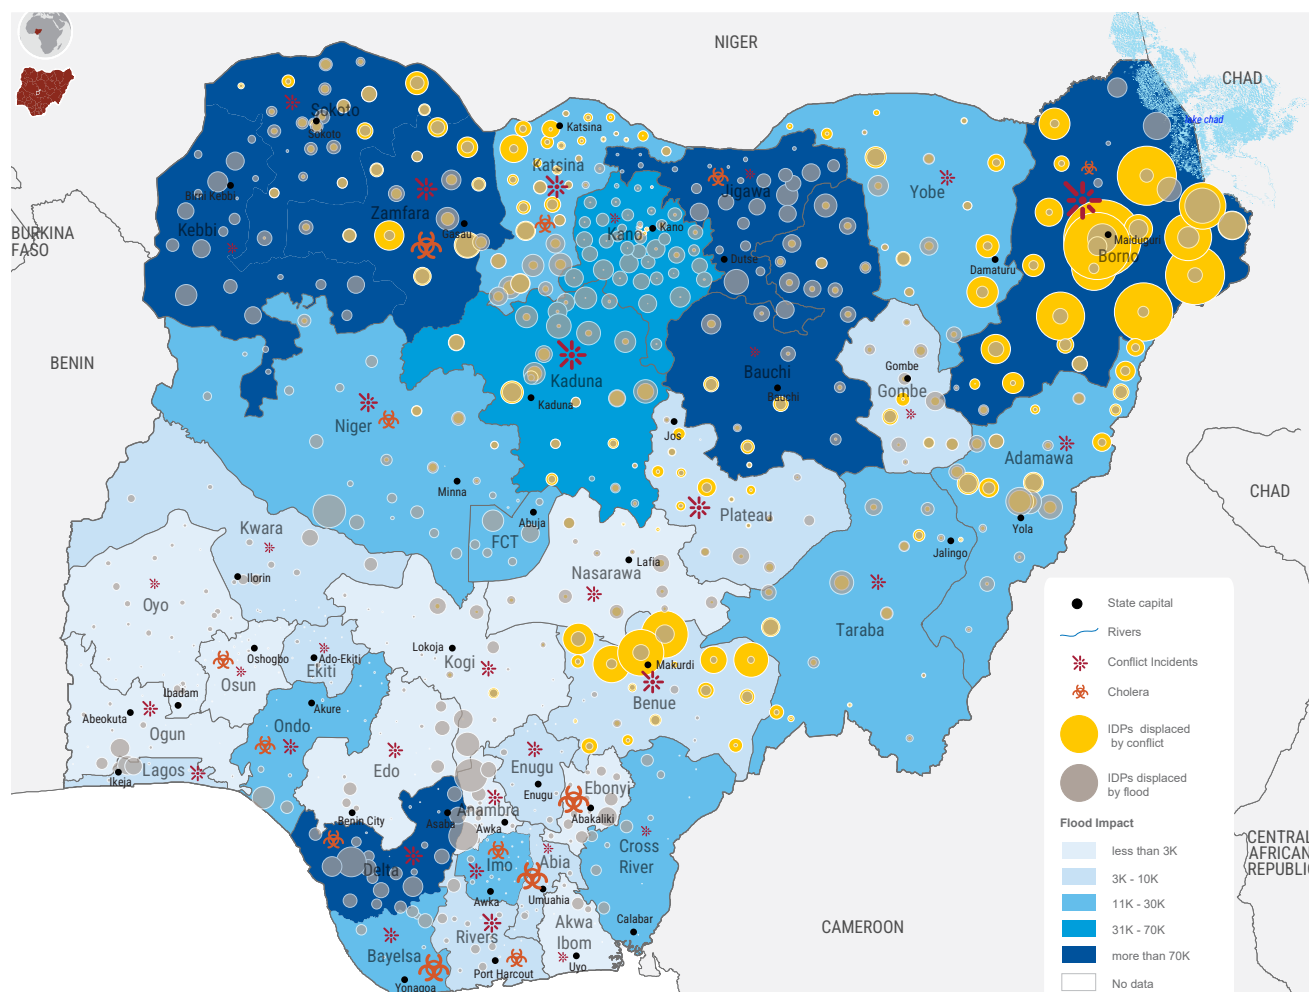 NIGER
CHAD
lake chad
Sokoto
Sokoto
Katsina
Katsina
Birni Kebbi
Kebbi
Zamfara
Gasau
Jigawa
Yobe
Kano
Kano
Dutse
Damaturu
Maiduguri
Borno
BURKINA
FASO
BENIN
Kaduna
Kaduna
Bauchi
Bauchi
Gombe
Gombe
Niger
Minna
Jos
Adamawa
Yola
CHAD
Abuja
FCT
Plateau
Jalingo
Kwara
Ilorin
Lafia
Nasarawa
Oyo
Taraba
Oshogbo
Osun
Ado-Ekiti
Ekiti
Lokoja
Kogi
Makurdi
Benue
Ibadam
Abeokuta
Ogun
Akure
Ondo
Ikeja
Lagos
Edo
Enugu
Enugu
Ebonyi
Abakaliki
Benin City
Asaba
Anambra
Awka
Delta
Imo
Awka
Abia
Umuahia
Cross
River
Calabar
Akwa
Ibom
Uyo
Rivers
Port Harcout
Bayelsa
Yonagoa
CAMEROON
CENTRAL
AFRICAN
REPUBLIC
State capital
Rivers
Conflict Incidents
Cholera
IDPs displaced
by conflict
IDPs displaced
by flood
Flood Impact
less than 3K
3K - 10K
11K - 30K
31K - 70K
more than 70K
No data